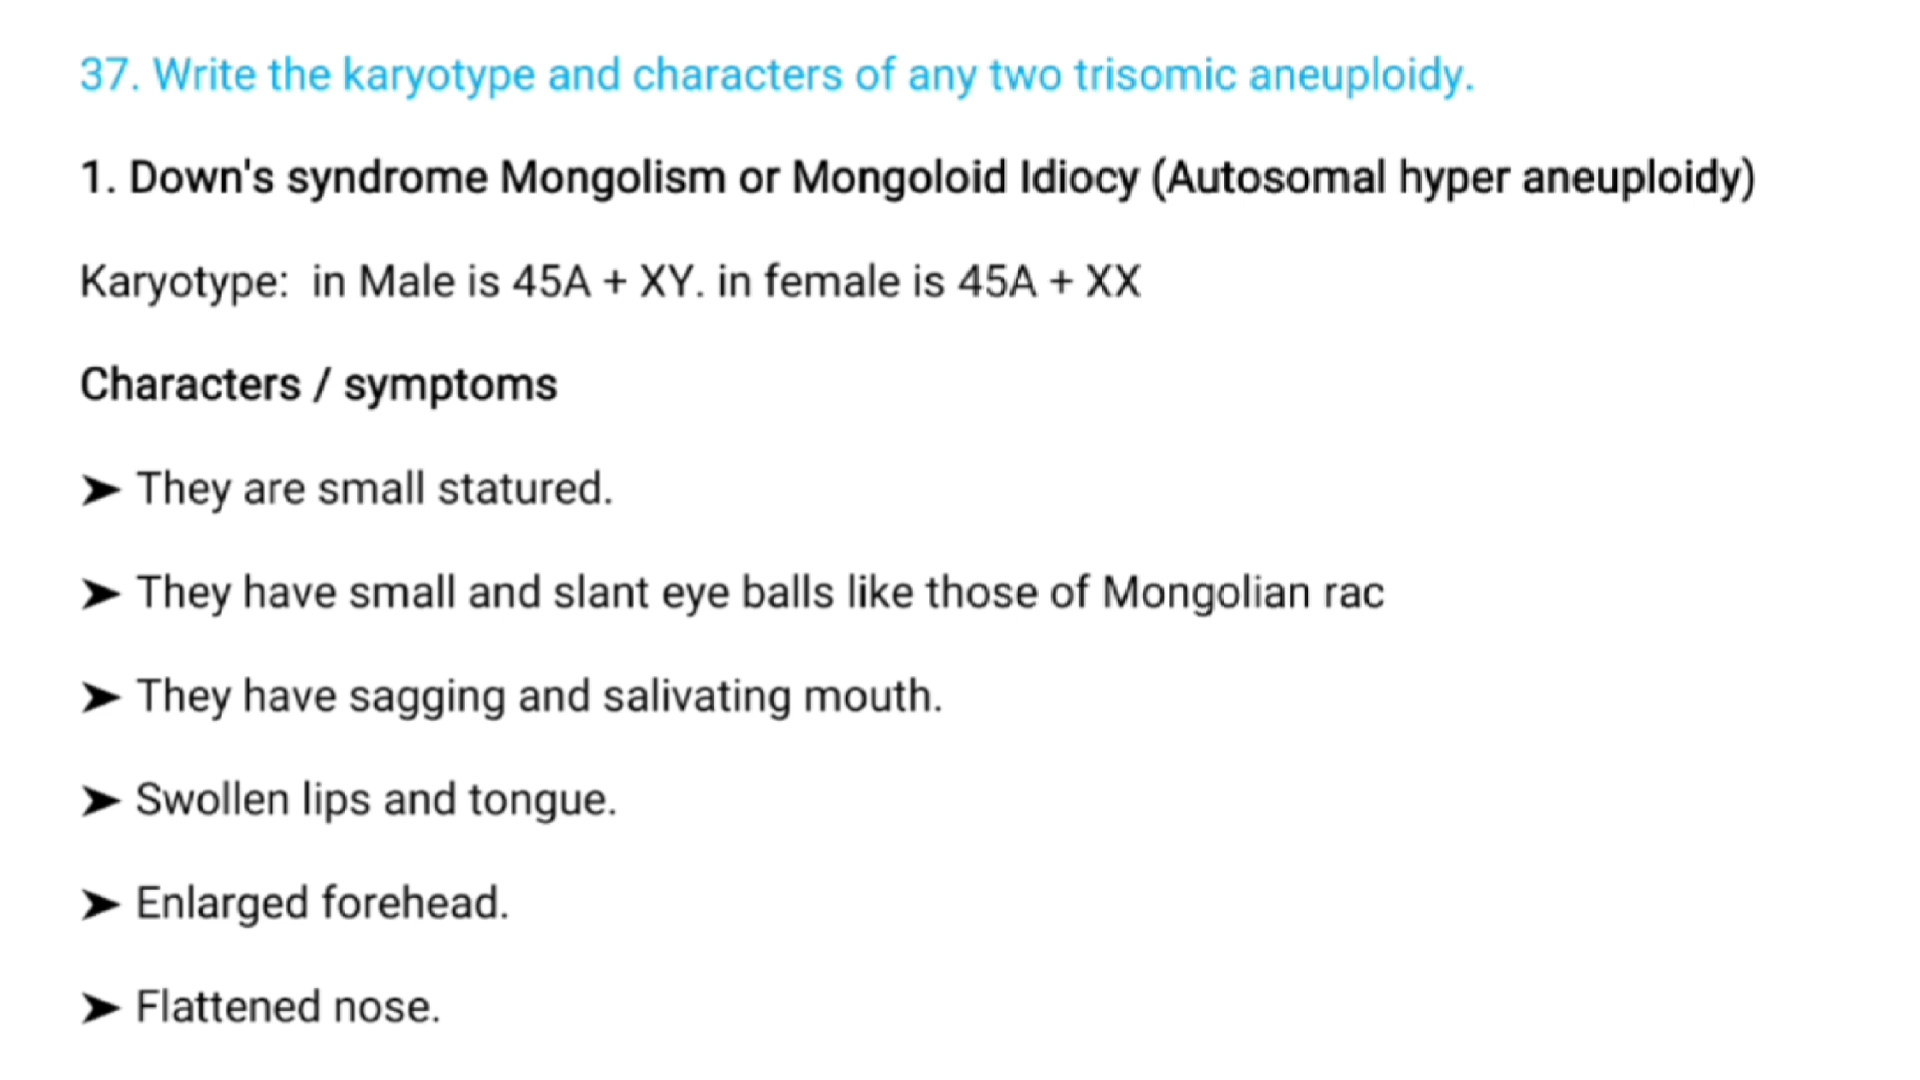 37. Write the karyotype and characters of any two trisomic aneuploidy.
1. Down's syndrome Mongolism or Mongoloid Idiocy (Autosomal hyper aneuploidy)
Karyotype:  in Male is 45A + XY. in female is 45A + XX
Characters / symptoms
➤ They are small statured.
➤ They have small and slant eye balls like those of Mongolian rac
➤ They have sagging and salivating mouth.
➤ Swollen lips and tongue.
➤ Enlarged forehead.
➤ Flattened nose.